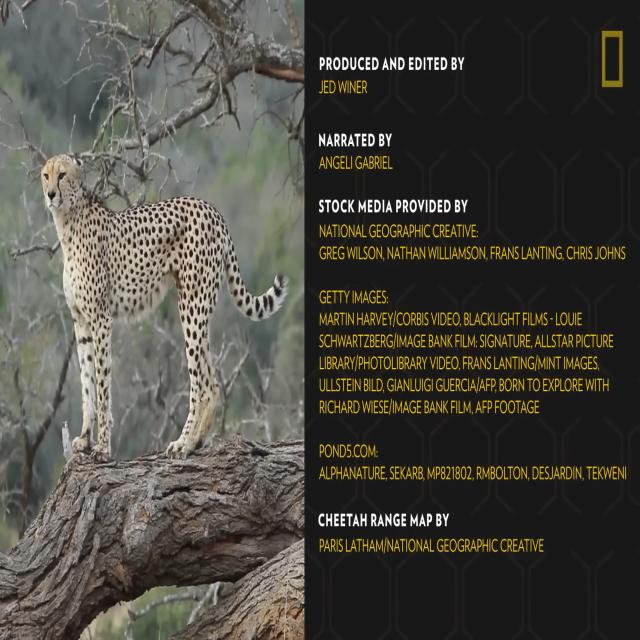 PRODUCED AND EDITED BY
JED WINER
NARRATED BY
ANGELI GABRIEL
STOCK MEDIA PROVIDED BY
NATIONAL GEOGRAPHIC CREATIVE:
GREG WILSON, NATHAN WILLIAMSON, FRANS LANTING, CHRIS JOHNS
GETTY IMAGES:
MARTIN HARVEY/CORBIS VIDEO, BLACKLIGHT FILMS - LOUIE
SCHWARTZBERG/IMAGE BANK FILM: SIGNATURE, ALLSTAR PICTURE
LIBRARY/PHOTOLIBRARY VIDEO, FRANS LANTING/MINT IMAGES,
ULLSTEIN BILD, GIANLUIGI GUERCIA/AFP, BORN TO EXPLORE WITH
RICHARD WIESE/IMAGE BANK FILM, AFP FOOTAGE
POND5.COM:
ALPHANATURE, SEKARB, MP821802, RMBOLTON, DESJARDIN, TEKWENI
CHEETAH RANGE MAP BY
PARIS LATHAM/NATIONAL GEOGRAPHIC CREATIVE